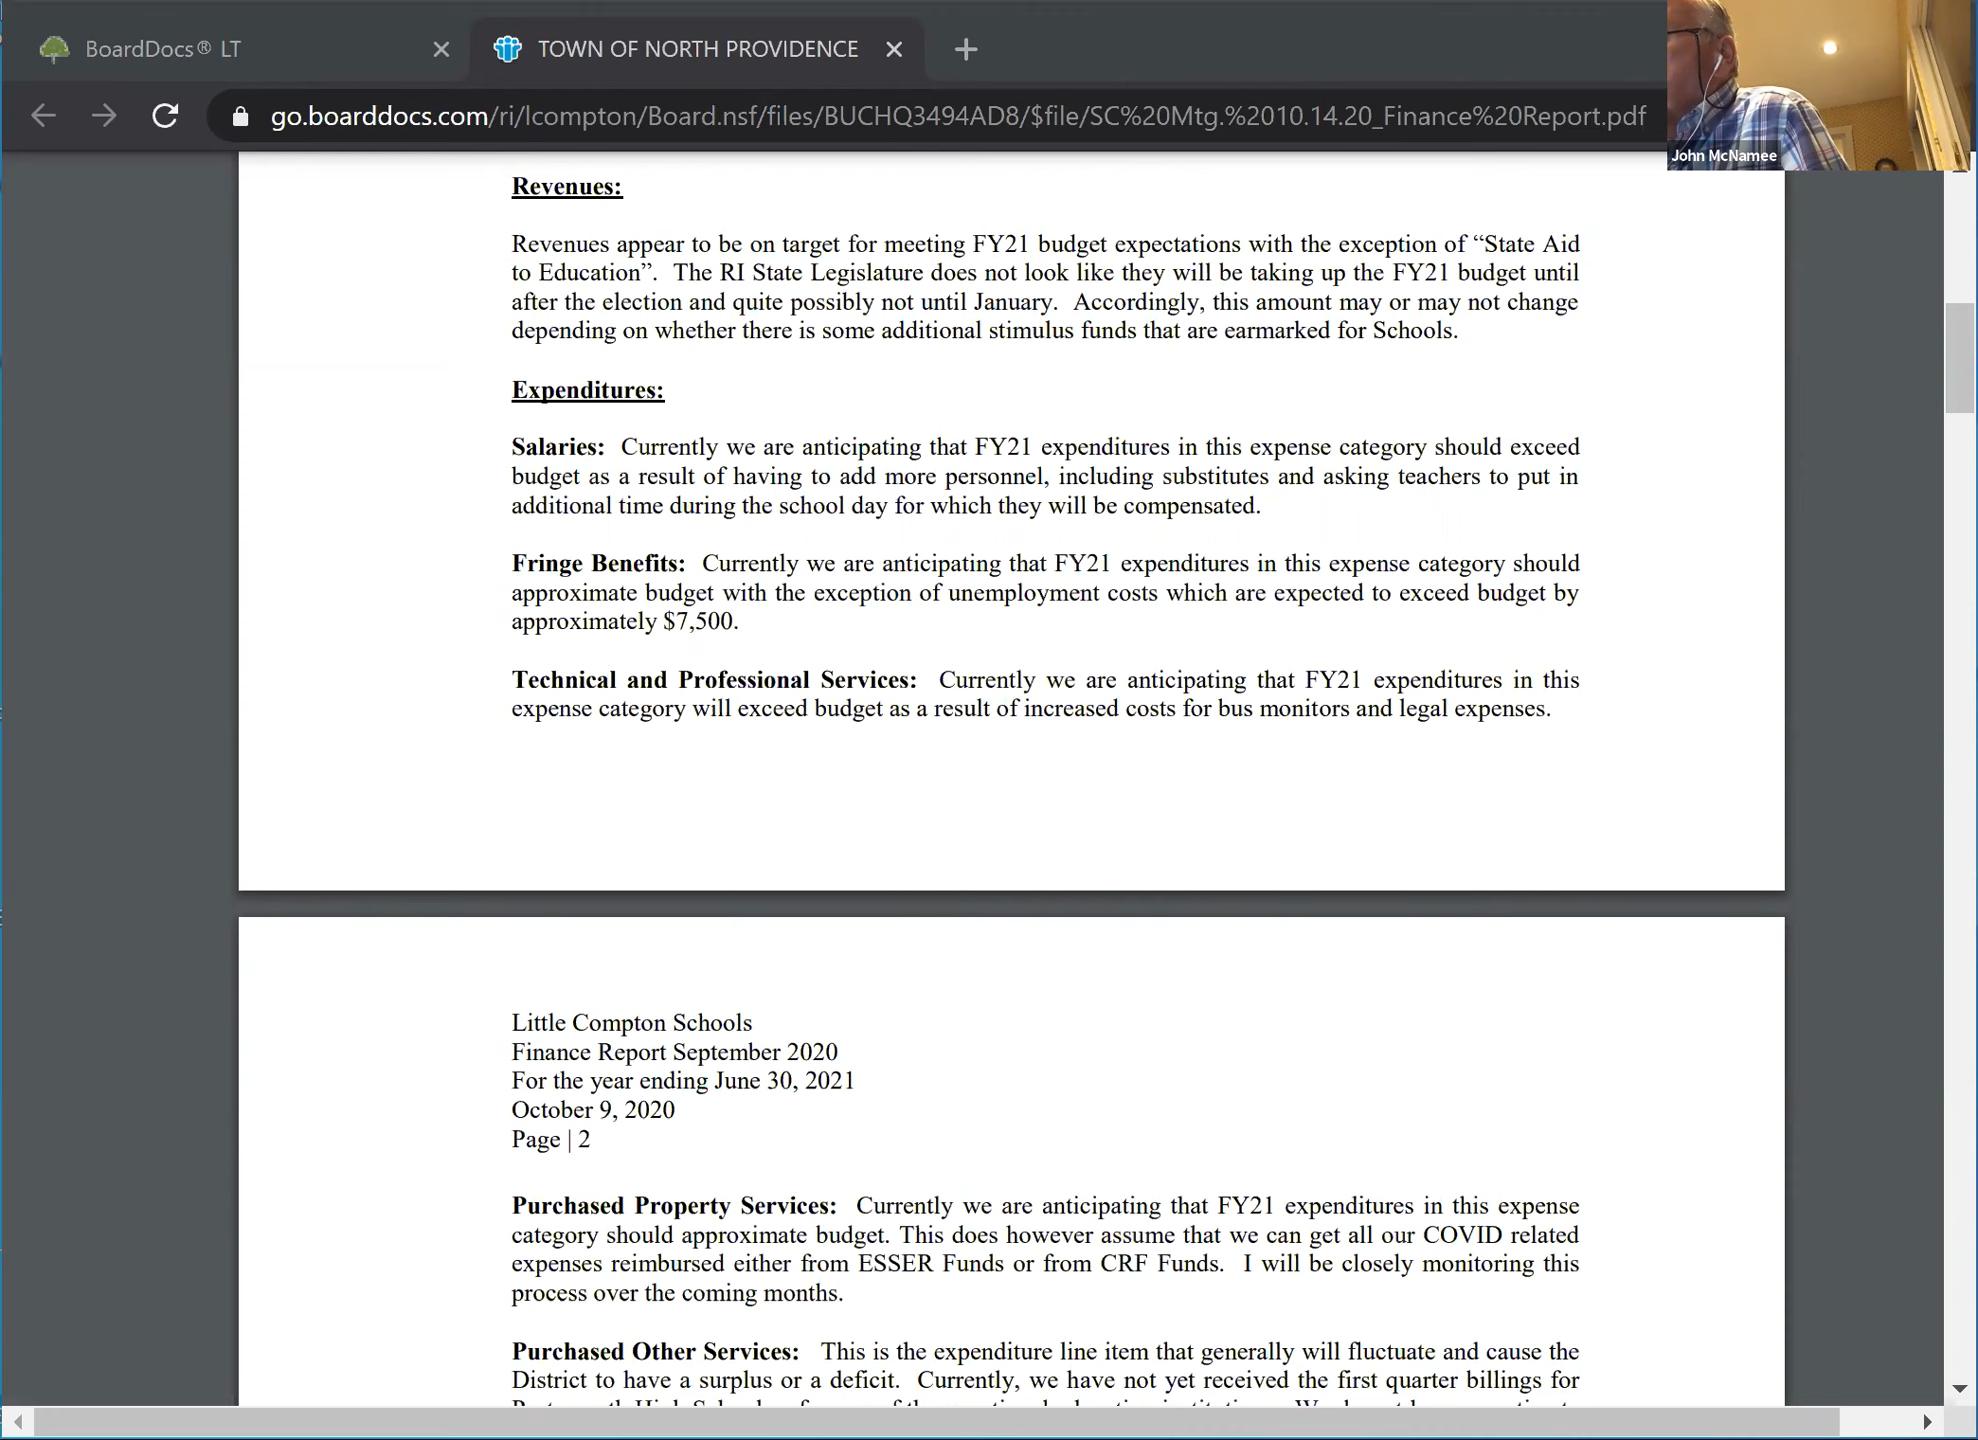 BoardDocs® LT
TOWN OF NORTH PROVIDENCE
go.boarddocs.com/ri/lcompton/Board.nsf/files/BUCHQ3494AD8/$file/SC%20Mtg.%2010.14.20_Finance%20Report.pdf
John McNamee
Revenues:
Revenues appear to be on target for meeting FY21 budget expectations with the exception of “State Aid
to Education”. The RI State Legislature does not look like they will be taking up the FY21 budget until
after the election and quite possibly not until January. Accordingly, this amount may or may not change
depending on whether there is some additional stimulus funds that are earmarked for Schools.
Expenditures:
Salaries: Currently we are anticipating that FY21 expenditures in this expense category should exceed
budget as a result of having to add more personnel, including substitutes and asking teachers to put in
additional time during the school day for which they will be compensated.
Fringe Benefits: Currently we are anticipating that FY21 expenditures in this expense category should
approximate budget with the exception of unemployment costs which are expected to exceed budget by
approximately $7,500.
Technical and Professional Services: Currently we are anticipating that FY21 expenditures in this
expense category will exceed budget as a result of increased costs for bus monitors and legal expenses.
Little Compton Schools
Finance Report September 2020
For the year ending June 30, 2021
October 9, 2020
Page | 2
Purchased Property Services: Currently we are anticipating that FY21 expenditures in this expense
category should approximate budget. This does however assume that we can get all our COVID related
expenses reimbursed either from ESSER Funds or from CRF Funds. I will be closely monitoring this
process over the coming months.
Purchased Other Services: This is the expenditure line item that generally will fluctuate and cause the
District to have a surplus or a deficit. Currently, we have not yet received the first quarter billings for